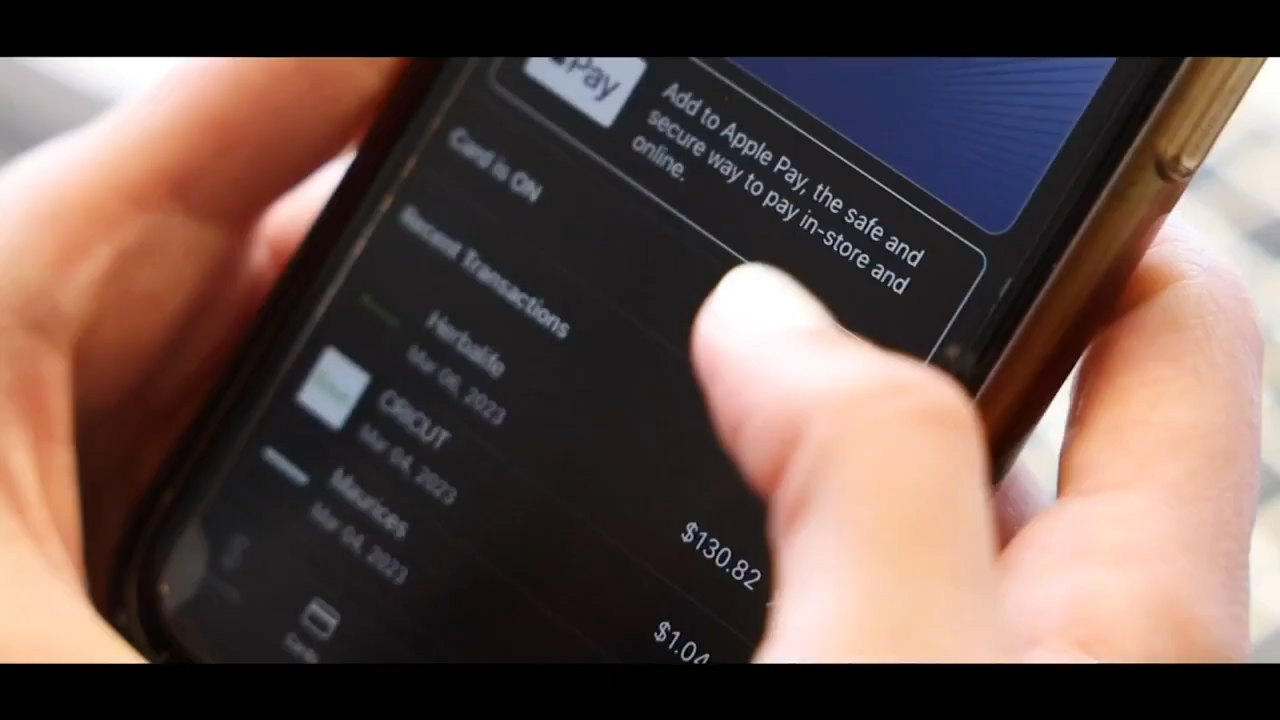 Pay
Add to Apple Pay, the safe and
secure way to pay in-store and
online.
Card is ON
Recent Transactions
Herbalife
Mar 06, 2023
CRICUT
Mar 04, 2023
$130.82
Maurices
Mar 04, 2023
$1.04